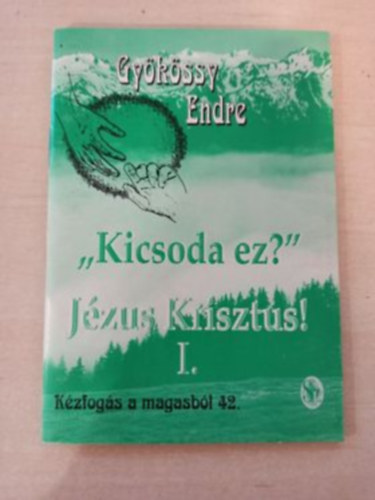 Gyökössy
Endre
„Kicsoda ez?”
Jézus Krisztus!
I.
Kézfogás a magasból 42.